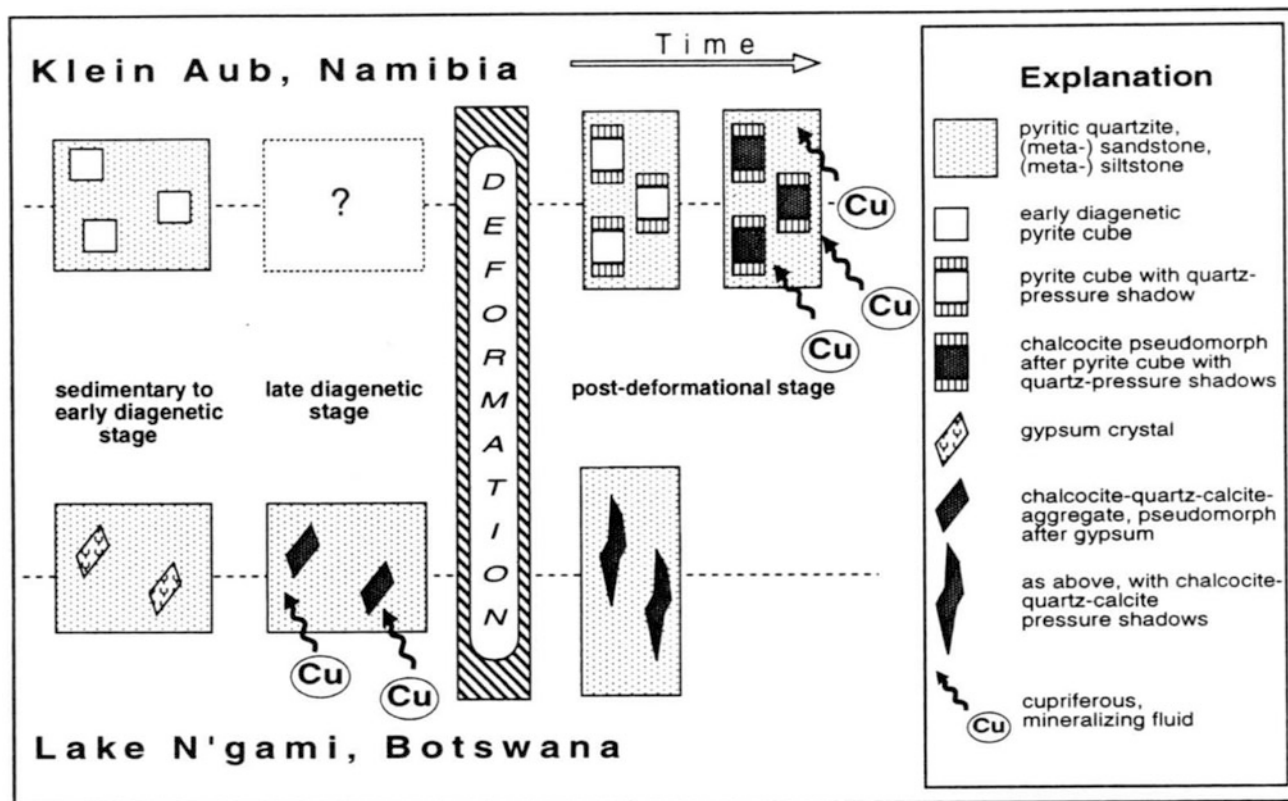 Klein Aub, Namibia
Time
?
Cu
Cu
Cu
DEFORMATION
sedimentary to
early diagenetic
stage
late diagenetic
stage
post-deformational stage
Cu
Cu
Lake N'gami, Botswana
Explanation
pyritic quartzite,
(meta-) sandstone,
(meta-) siltstone
early diagenetic
pyrite cube
pyrite cube with quartz-
pressure shadow
chalcocite pseudomorph
after pyrite cube with
quartz-pressure shadows
gypsum crystal
chalcocite-quartz-calcite-
aggregate, pseudomorph
after gypsum
as above, with chalcocite-
quartz-calcite
pressure shadows
Cu
cupriferous,
mineralizing fluid